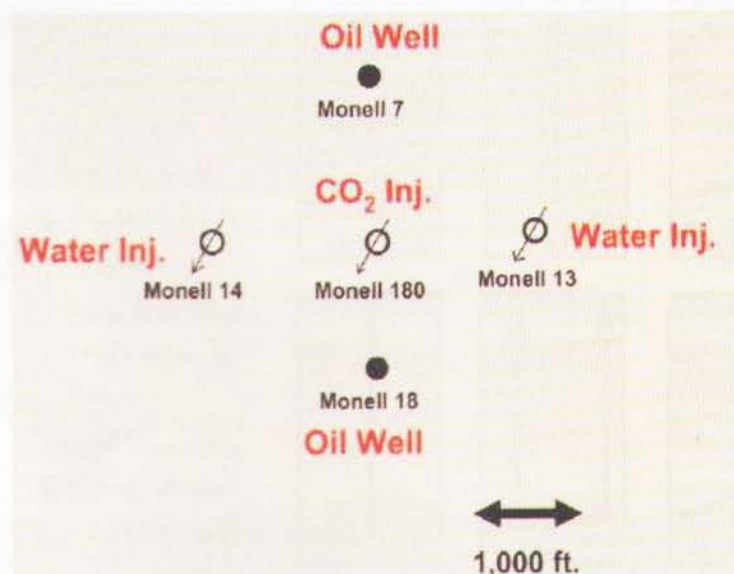 Oil Well
Monell 7
CO₂ Inj.
Water Inj.
Water Inj.
Monell 14
Monell 180
Monell 13
Monell 18
Oil Well
1,000 ft.